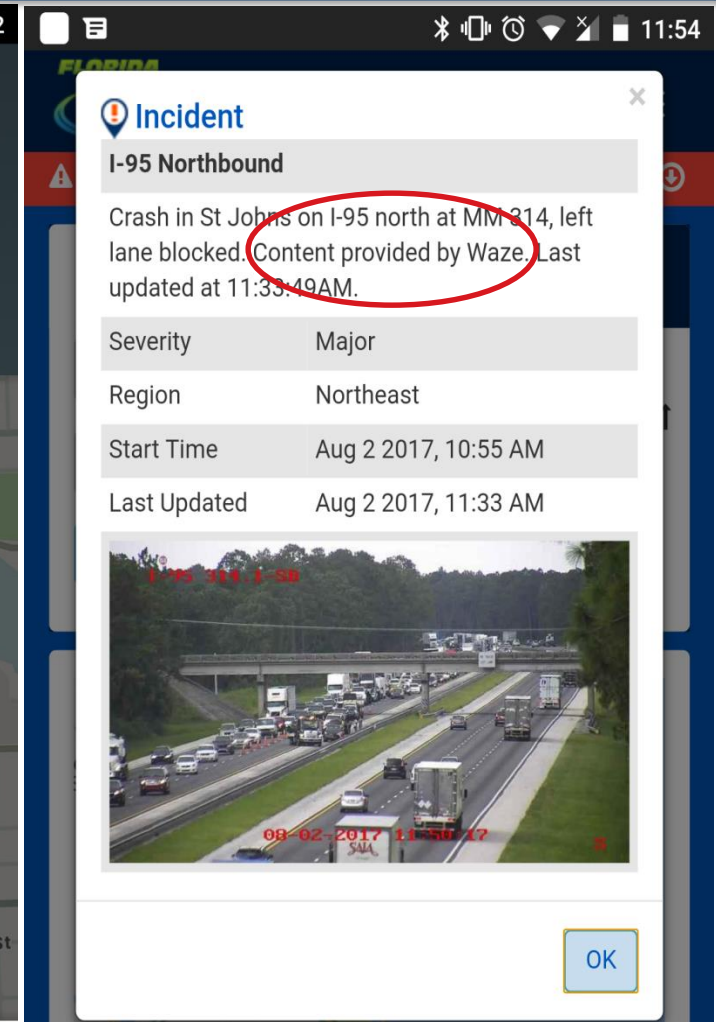 2
11:54
FLORIDA
Incident
×
I-95 Northbound
Crash in St Johns on I-95 north at MM 314, left
lane blocked. Content provided by Waze. Last
updated at 11:33:49AM.
Severity Major
Region Northeast
Start Time Aug 2 2017, 10:55 AM
Last Updated Aug 2 2017, 11:33 AM
I-95 314.1-SB
08-02-2017 11:50:17
SAIA
OK
st